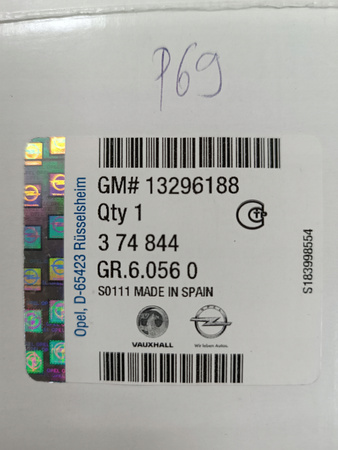 P69
Opel, D-65423 Rüsselsheim
GM# 13296188
Qty 1
3 74 844
GR.6.056 0
S0111 MADE IN SPAIN
S183998554
VAUXHALL
Wir leben Autos.